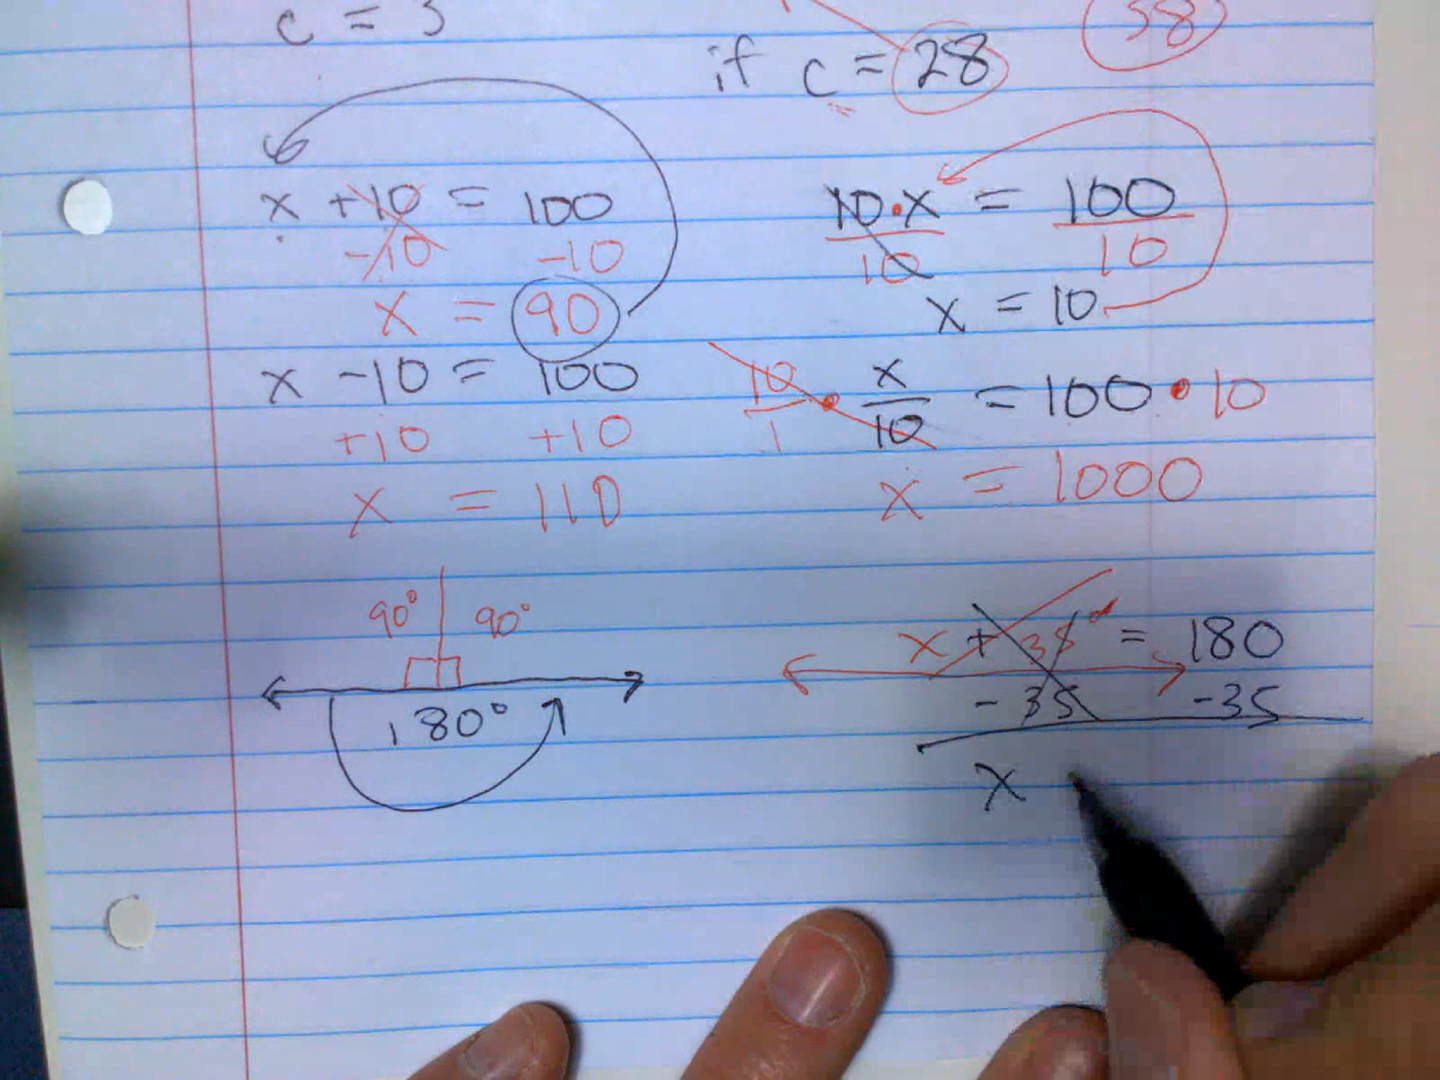 c = 3
38
if c = 28
x + 10 = 100
- 10 - 10
x = 90
10 • x = 100
10 10
x = 10
x - 10 = 100
+10 +10
x = 110
10 • x = 100 • 10
1 10
x = 1000
90° 90°
180°
x + 35° = 180
- 35 - 35
x